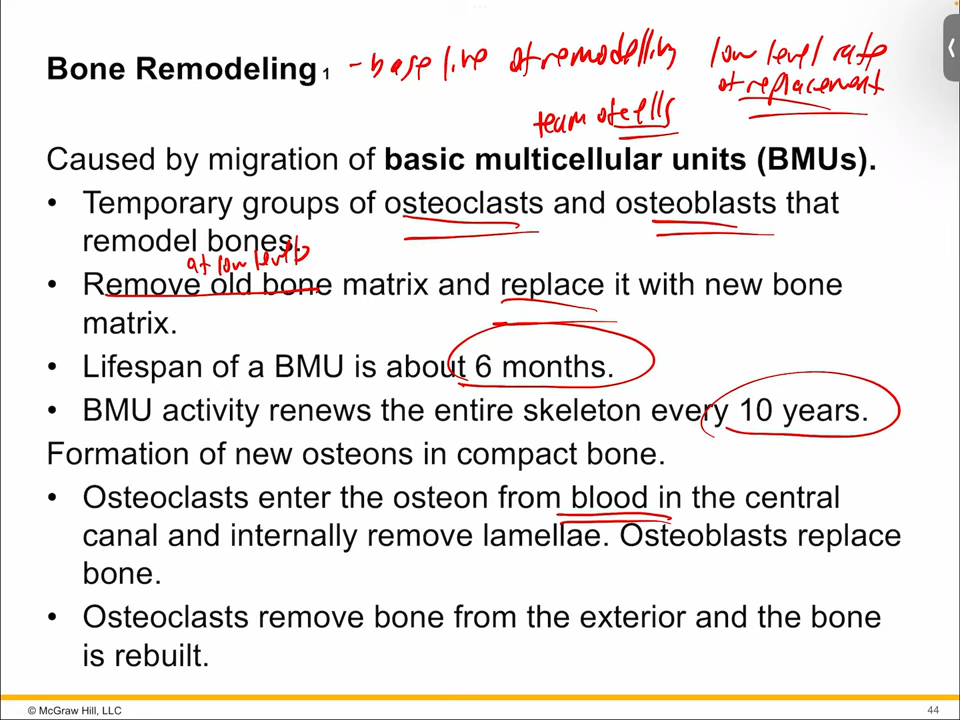 Bone Remodeling 1 - base line of remodelling low level rate
of replacement
team of cells
Caused by migration of basic multicellular units (BMUs).
• Temporary groups of osteoclasts and osteoblasts that
remodel bones.
at low levels
• Remove old bone matrix and replace it with new bone
matrix.
• Lifespan of a BMU is about 6 months.
• BMU activity renews the entire skeleton every 10 years.
Formation of new osteons in compact bone.
• Osteoclasts enter the osteon from blood in the central
canal and internally remove lamellae. Osteoblasts replace
bone.
• Osteoclasts remove bone from the exterior and the bone
is rebuilt.
© McGraw Hill, LLC 44